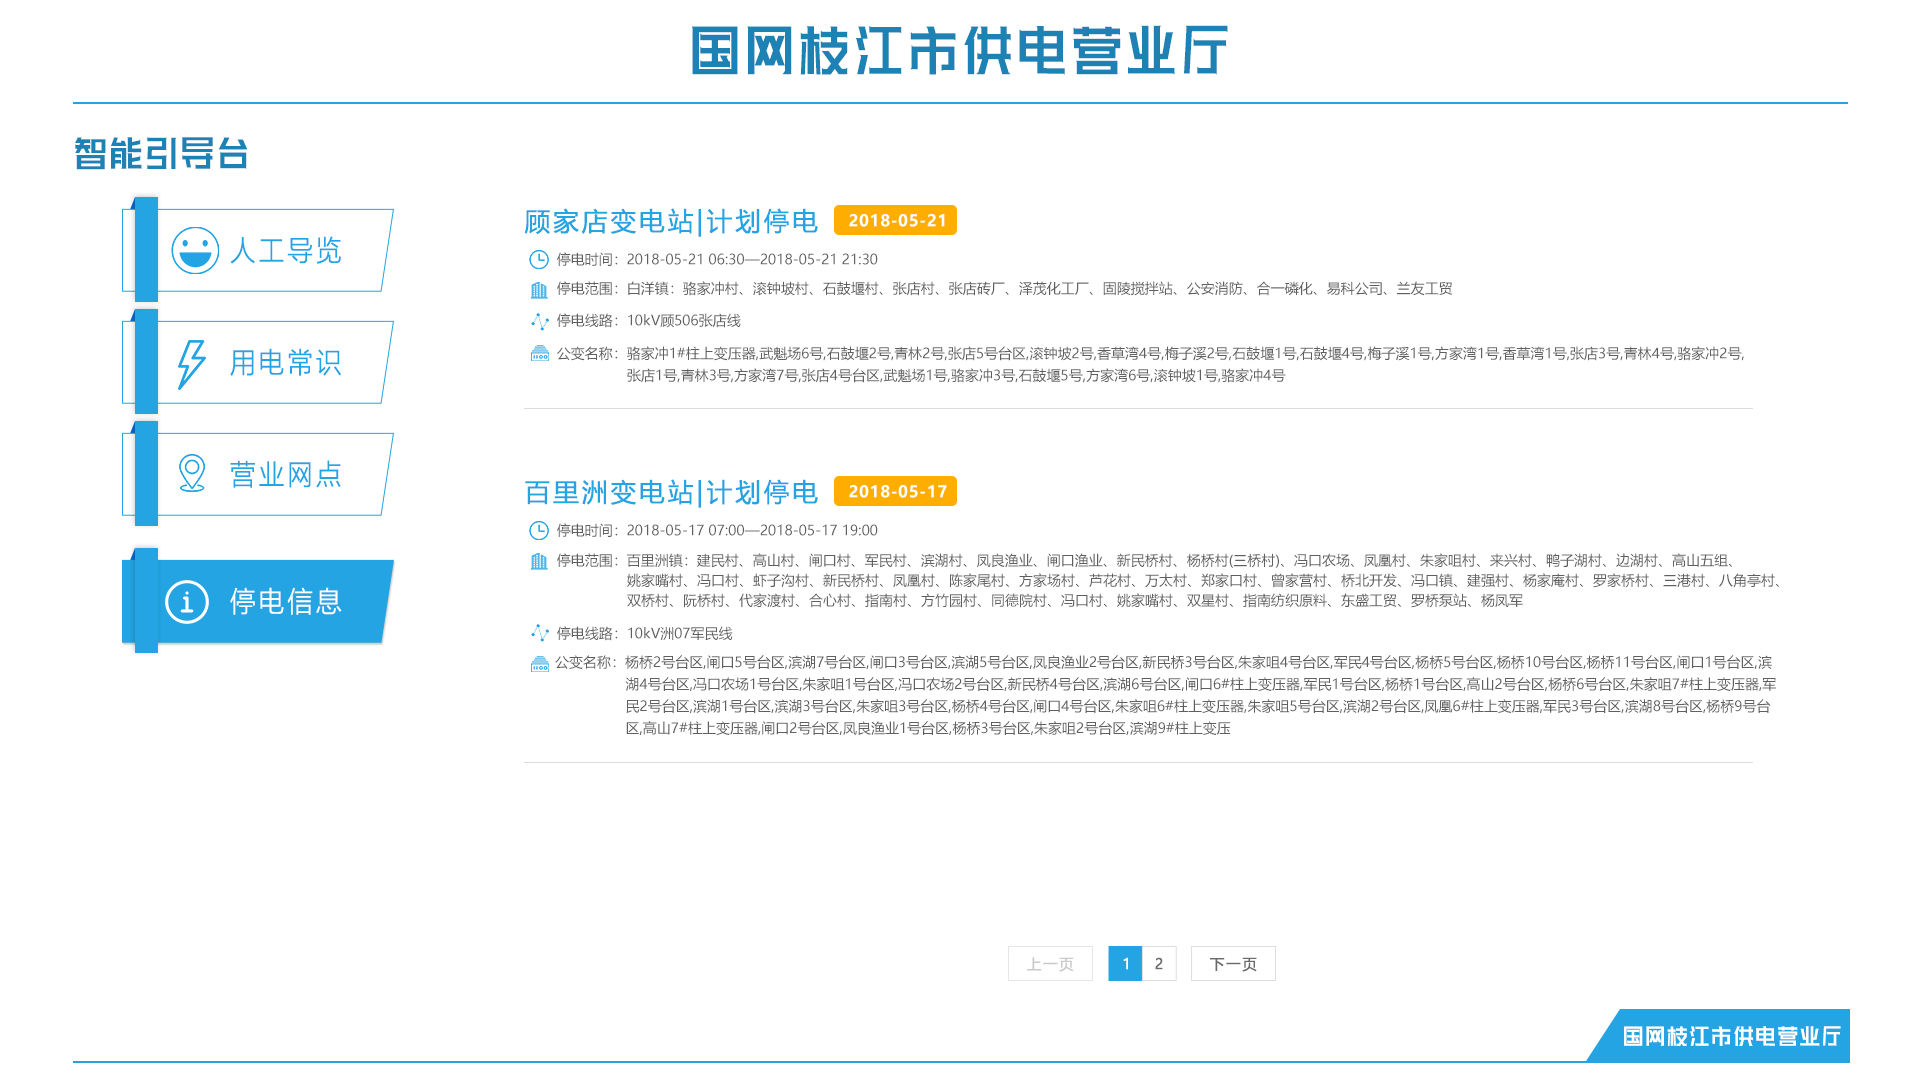 国网枝江市供电营业厅
智能引导台
人工导览
用电常识
营业网点
停电信息
顾家店变电站|计划停电 2018-05-21
停电时间：2018-05-21 06:30—2018-05-21 21:30
停电范围：白洋镇：骆家冲村、滚钟坡村、石鼓堰村、张店村、张店砖厂、泽茂化工厂、固陵搅拌站、公安消防、合一磷化、易科公司、兰友工贸
停电线路：10kV顾506张店线
公变名称：骆家冲1#柱上变压器,武魁场6号,石鼓堰2号,青林2号,张店5号台区,滚钟坡2号,香草湾4号,梅子溪2号,石鼓堰1号,石鼓堰4号,梅子溪1号,方家湾1号,香草湾1号,张店3号,青林4号,骆家冲2号,
张店1号,青林3号,方家湾7号,张店4号台区,武魁场1号,骆家冲3号,石鼓堰5号,方家湾6号,滚钟坡1号,骆家冲4号
百里洲变电站|计划停电 2018-05-17
停电时间：2018-05-17 07:00—2018-05-17 19:00
停电范围：百里洲镇：建民村、高山村、闸口村、军民村、滨湖村、凤良渔业、闸口渔业、新民桥村、杨桥村(三桥村)、冯口农场、凤凰村、朱家咀村、来兴村、鸭子湖村、边湖村、高山五组、
姚家嘴村、冯口村、虾子沟村、新民桥村、凤凰村、陈家尾村、方家场村、芦花村、万太村、郑家口村、曾家营村、桥北开发、冯口镇、建强村、杨家庵村、罗家桥村、三港村、八角亭村、
双桥村、阮桥村、代家渡村、合心村、指南村、方竹园村、同德院村、冯口村、姚家嘴村、双星村、指南纺织原料、东盛工贸、罗桥泵站、杨凤军
停电线路：10kV洲07军民线
公变名称：杨桥2号台区,闸口5号台区,滨湖7号台区,闸口3号台区,滨湖5号台区,凤良渔业2号台区,新民桥3号台区,朱家咀4号台区,军民4号台区,杨桥5号台区,杨桥10号台区,杨桥11号台区,闸口1号台区,滨
湖4号台区,冯口农场1号台区,朱家咀1号台区,冯口农场2号台区,新民桥4号台区,滨湖6号台区,闸口6#柱上变压器,军民1号台区,杨桥1号台区,高山2号台区,杨桥6号台区,朱家咀7#柱上变压器,军
民2号台区,滨湖1号台区,滨湖3号台区,朱家咀3号台区,杨桥4号台区,闸口4号台区,朱家咀6#柱上变压器,朱家咀5号台区,滨湖2号台区,凤凰6#柱上变压器,军民3号台区,滨湖8号台区,杨桥9号台
区,高山7#柱上变压器,闸口2号台区,凤良渔业1号台区,杨桥3号台区,朱家咀2号台区,滨湖9#柱上变压
上一页 1 2 下一页
国网枝江市供电营业厅